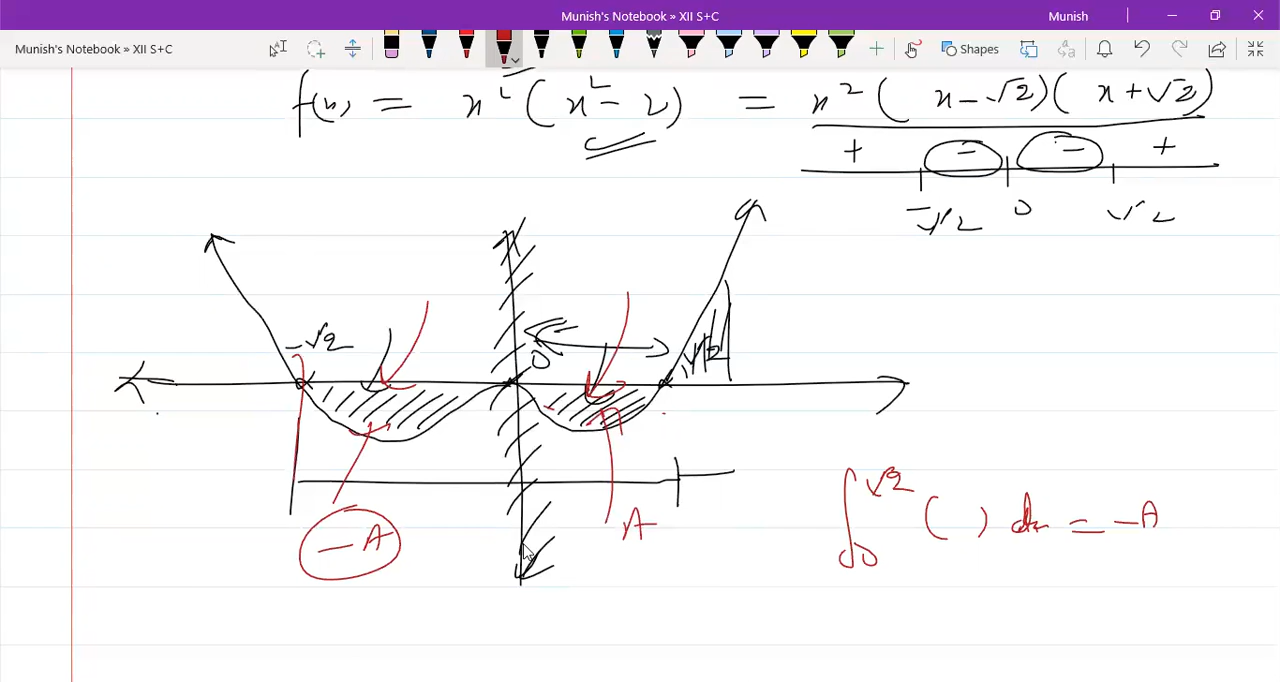 Munish's Notebook » XII S+C
Munish
Munish's Notebook » XII S+C
Shapes
f(x) = x² (x² - 2) = x² (x-√2)(x+√2)
+ - - +
-√2 0 √2
-√2 0 √2
-A A
∫₀^√2 ( ) dx = -A